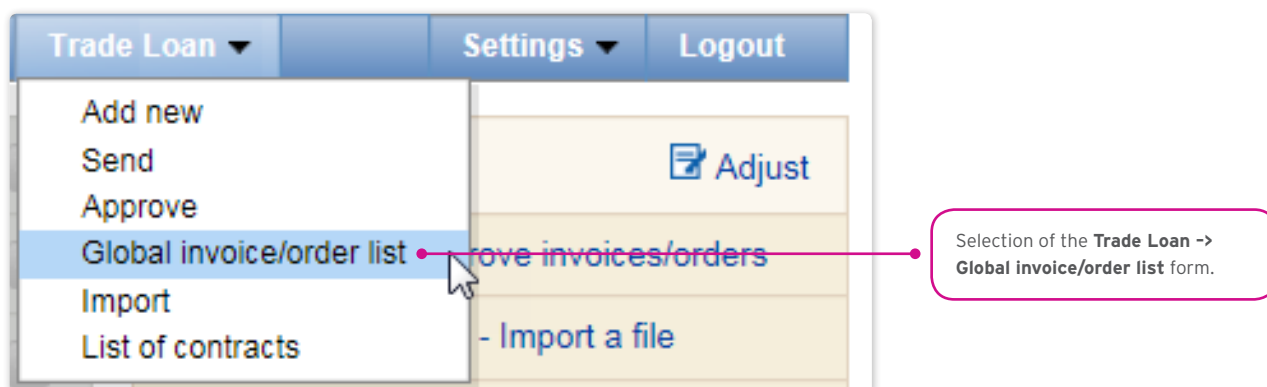 Trade Loan Settings Logout
Add new
Send
Adjust
Approve
Global invoice/order list
rove invoices/orders
Import
- Import a file
List of contracts
Selection of the Trade Loan ->
Global invoice/order list form.